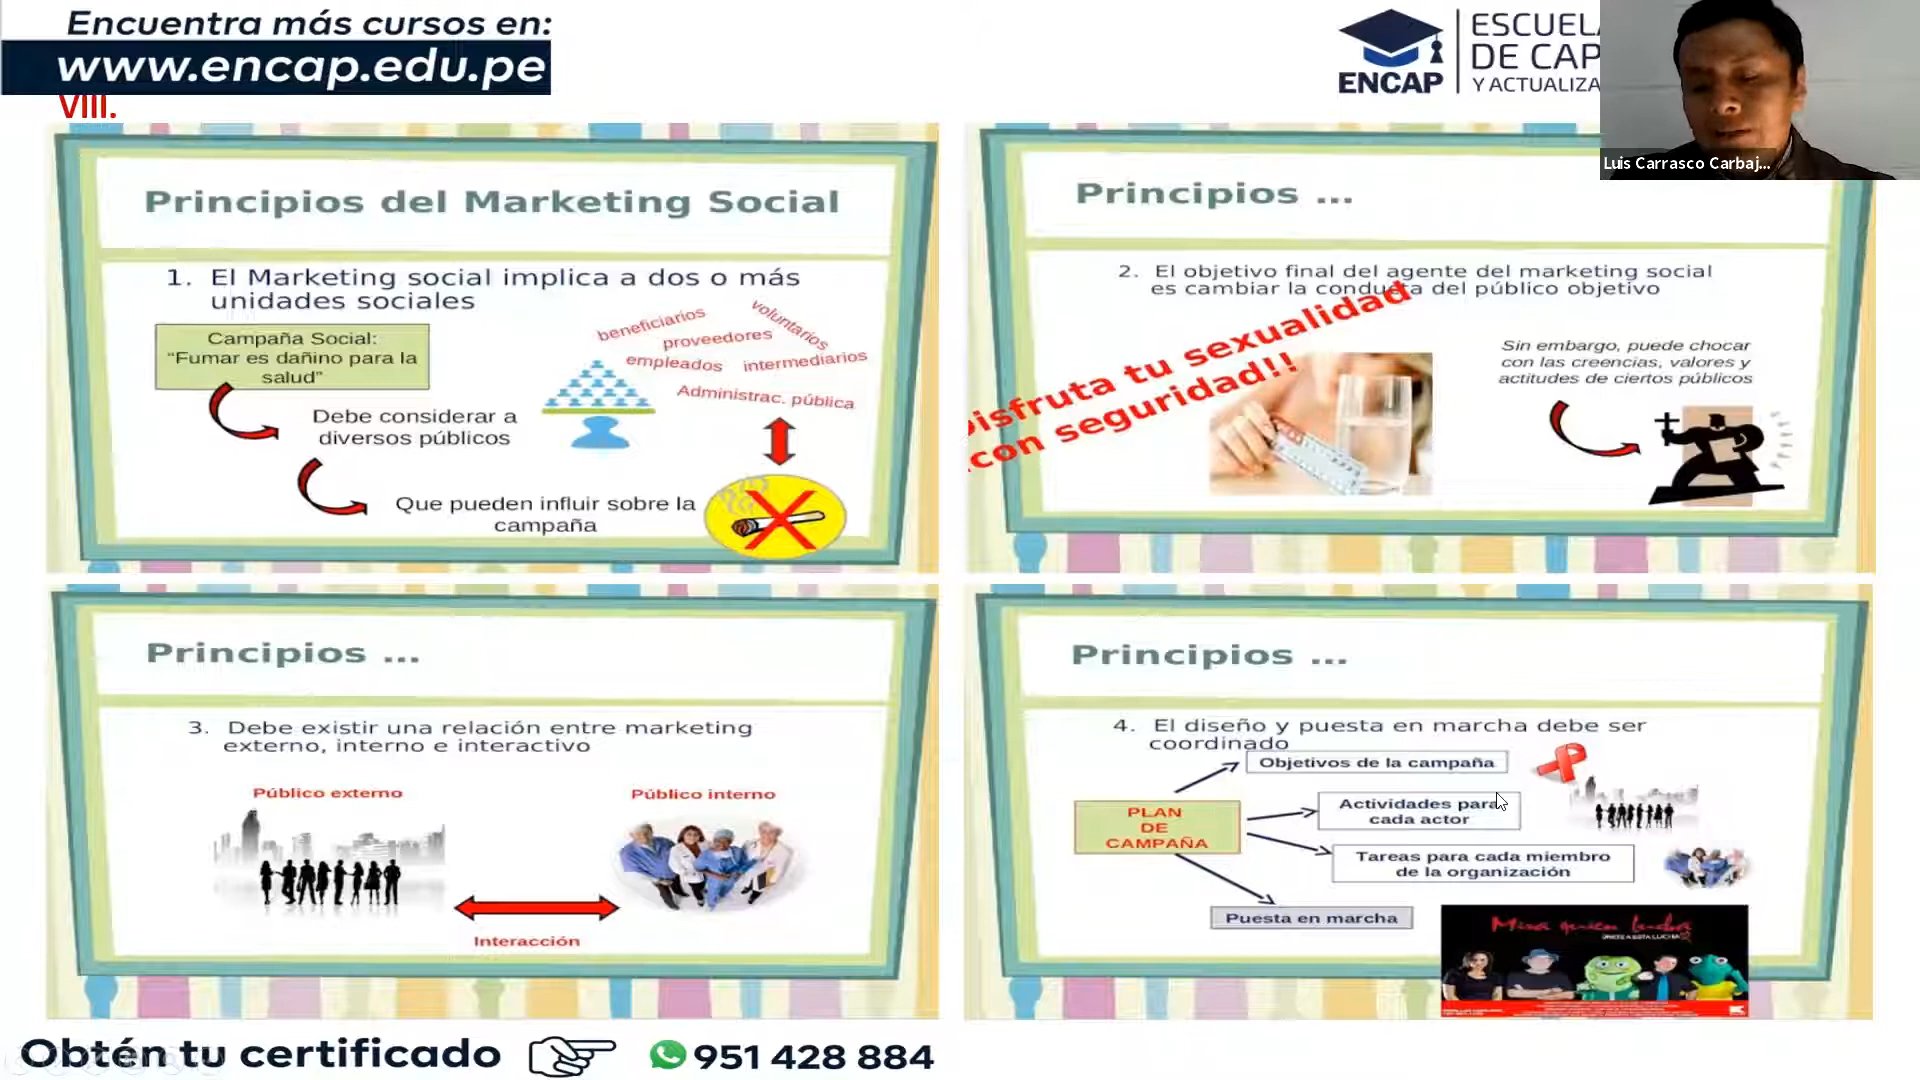 Encuentra más cursos en:
www.encap.edu.pe
VIII.
ENCAP
ESCUEL
DE CAP
Y ACTUALIZA
Luis Carrasco Carbaj...
Principios del Marketing Social
1. El Marketing social implica a dos o más
unidades sociales
Campaña Social:
"Fumar es dañino para la
salud"
beneficiarios
voluntarios
proveedores
empleados
intermediarios
Administrac. pública
Debe considerar a
diversos públicos
Que pueden influir sobre la
campaña
Principios ...
2. El objetivo final del agente del marketing social
es cambiar la conducta del público objetivo
isfruta tu sexualidad
con seguridad!!
Sin embargo, puede chocar
con las creencias, valores y
actitudes de ciertos públicos
Principios ...
3. Debe existir una relación entre marketing
externo, interno e interactivo
Público externo
Público interno
Interacción
Principios ...
4. El diseño y puesta en marcha debe ser
coordinado
Objetivos de la campaña
PLAN
DE
CAMPAÑA
Actividades para
cada actor
Tareas para cada miembro
de la organización
Puesta en marcha
Mira quien lucha
ÚNETE A ESTA LUCHA
Obtén tu certificado
951 428 884